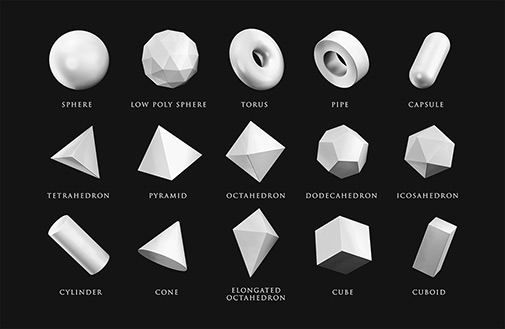 SPHERE
LOW POLY SPHERE
TORUS
PIPE
CAPSULE
TETRAHEDRON
PYRAMID
OCTAHEDRON
DODECAHEDRON
ICOSAHEDRON
CYLINDER
CONE
ELONGATED
OCTAHEDRON
CUBE
CUBOID